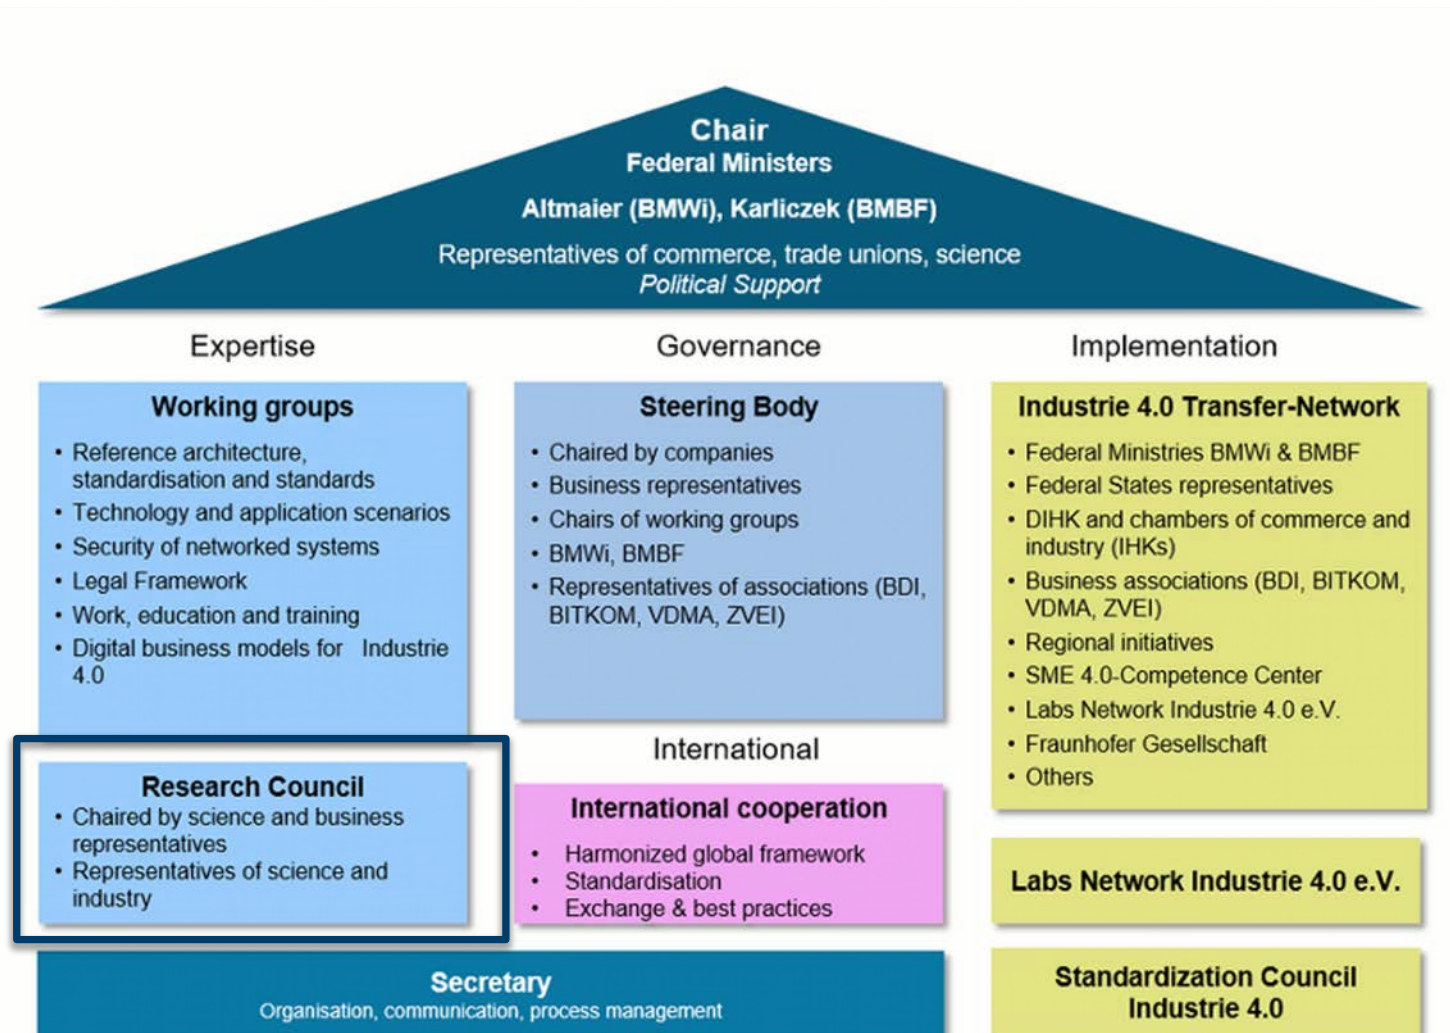 Chair
Federal Ministers
Altmaier (BMWi), Karliczek (BMBF)
Representatives of commerce, trade unions, science
Political Support
Expertise
Working groups
• Reference architecture,
standardisation and standards
• Technology and application scenarios
• Security of networked systems
• Legal Framework
• Work, education and training
• Digital business models for Industrie
4.0
Research Council
• Chaired by science and business
representatives
• Representatives of science and
industry
Governance
Steering Body
• Chaired by companies
• Business representatives
• Chairs of working groups
• BMWi, BMBF
• Representatives of associations (BDI,
BITKOM, VDMA, ZVEI)
International
International cooperation
• Harmonized global framework
• Standardisation
• Exchange & best practices
Implementation
Industrie 4.0 Transfer-Network
• Federal Ministries BMWi & BMBF
• Federal States representatives
• DIHK and chambers of commerce and
industry (IHKs)
• Business associations (BDI, BITKOM,
VDMA, ZVEI)
• Regional initiatives
• SME 4.0-Competence Center
• Labs Network Industrie 4.0 e.V.
• Fraunhofer Gesellschaft
• Others
Labs Network Industrie 4.0 e.V.
Secretary
Organisation, communication, process management
Standardization Council
Industrie 4.0